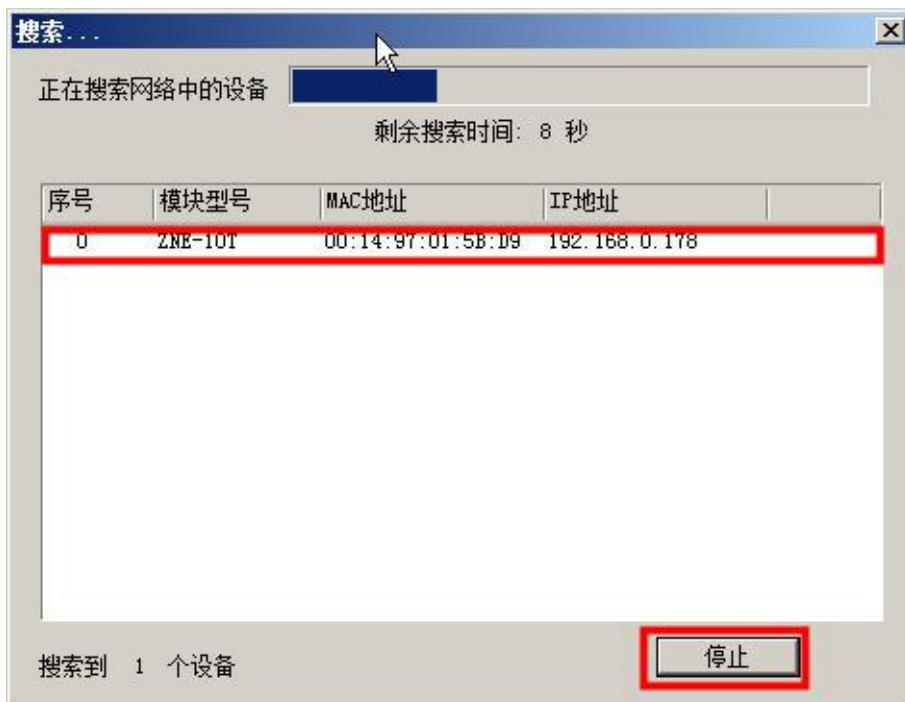 搜索...
正在搜索网络中的设备
剩余搜索时间: 8 秒
序号 模块型号 MAC地址 IP地址
0 ZNE-10T 00:14:97:01:5B:D9 192.168.0.178
搜索到 1 个设备 停止